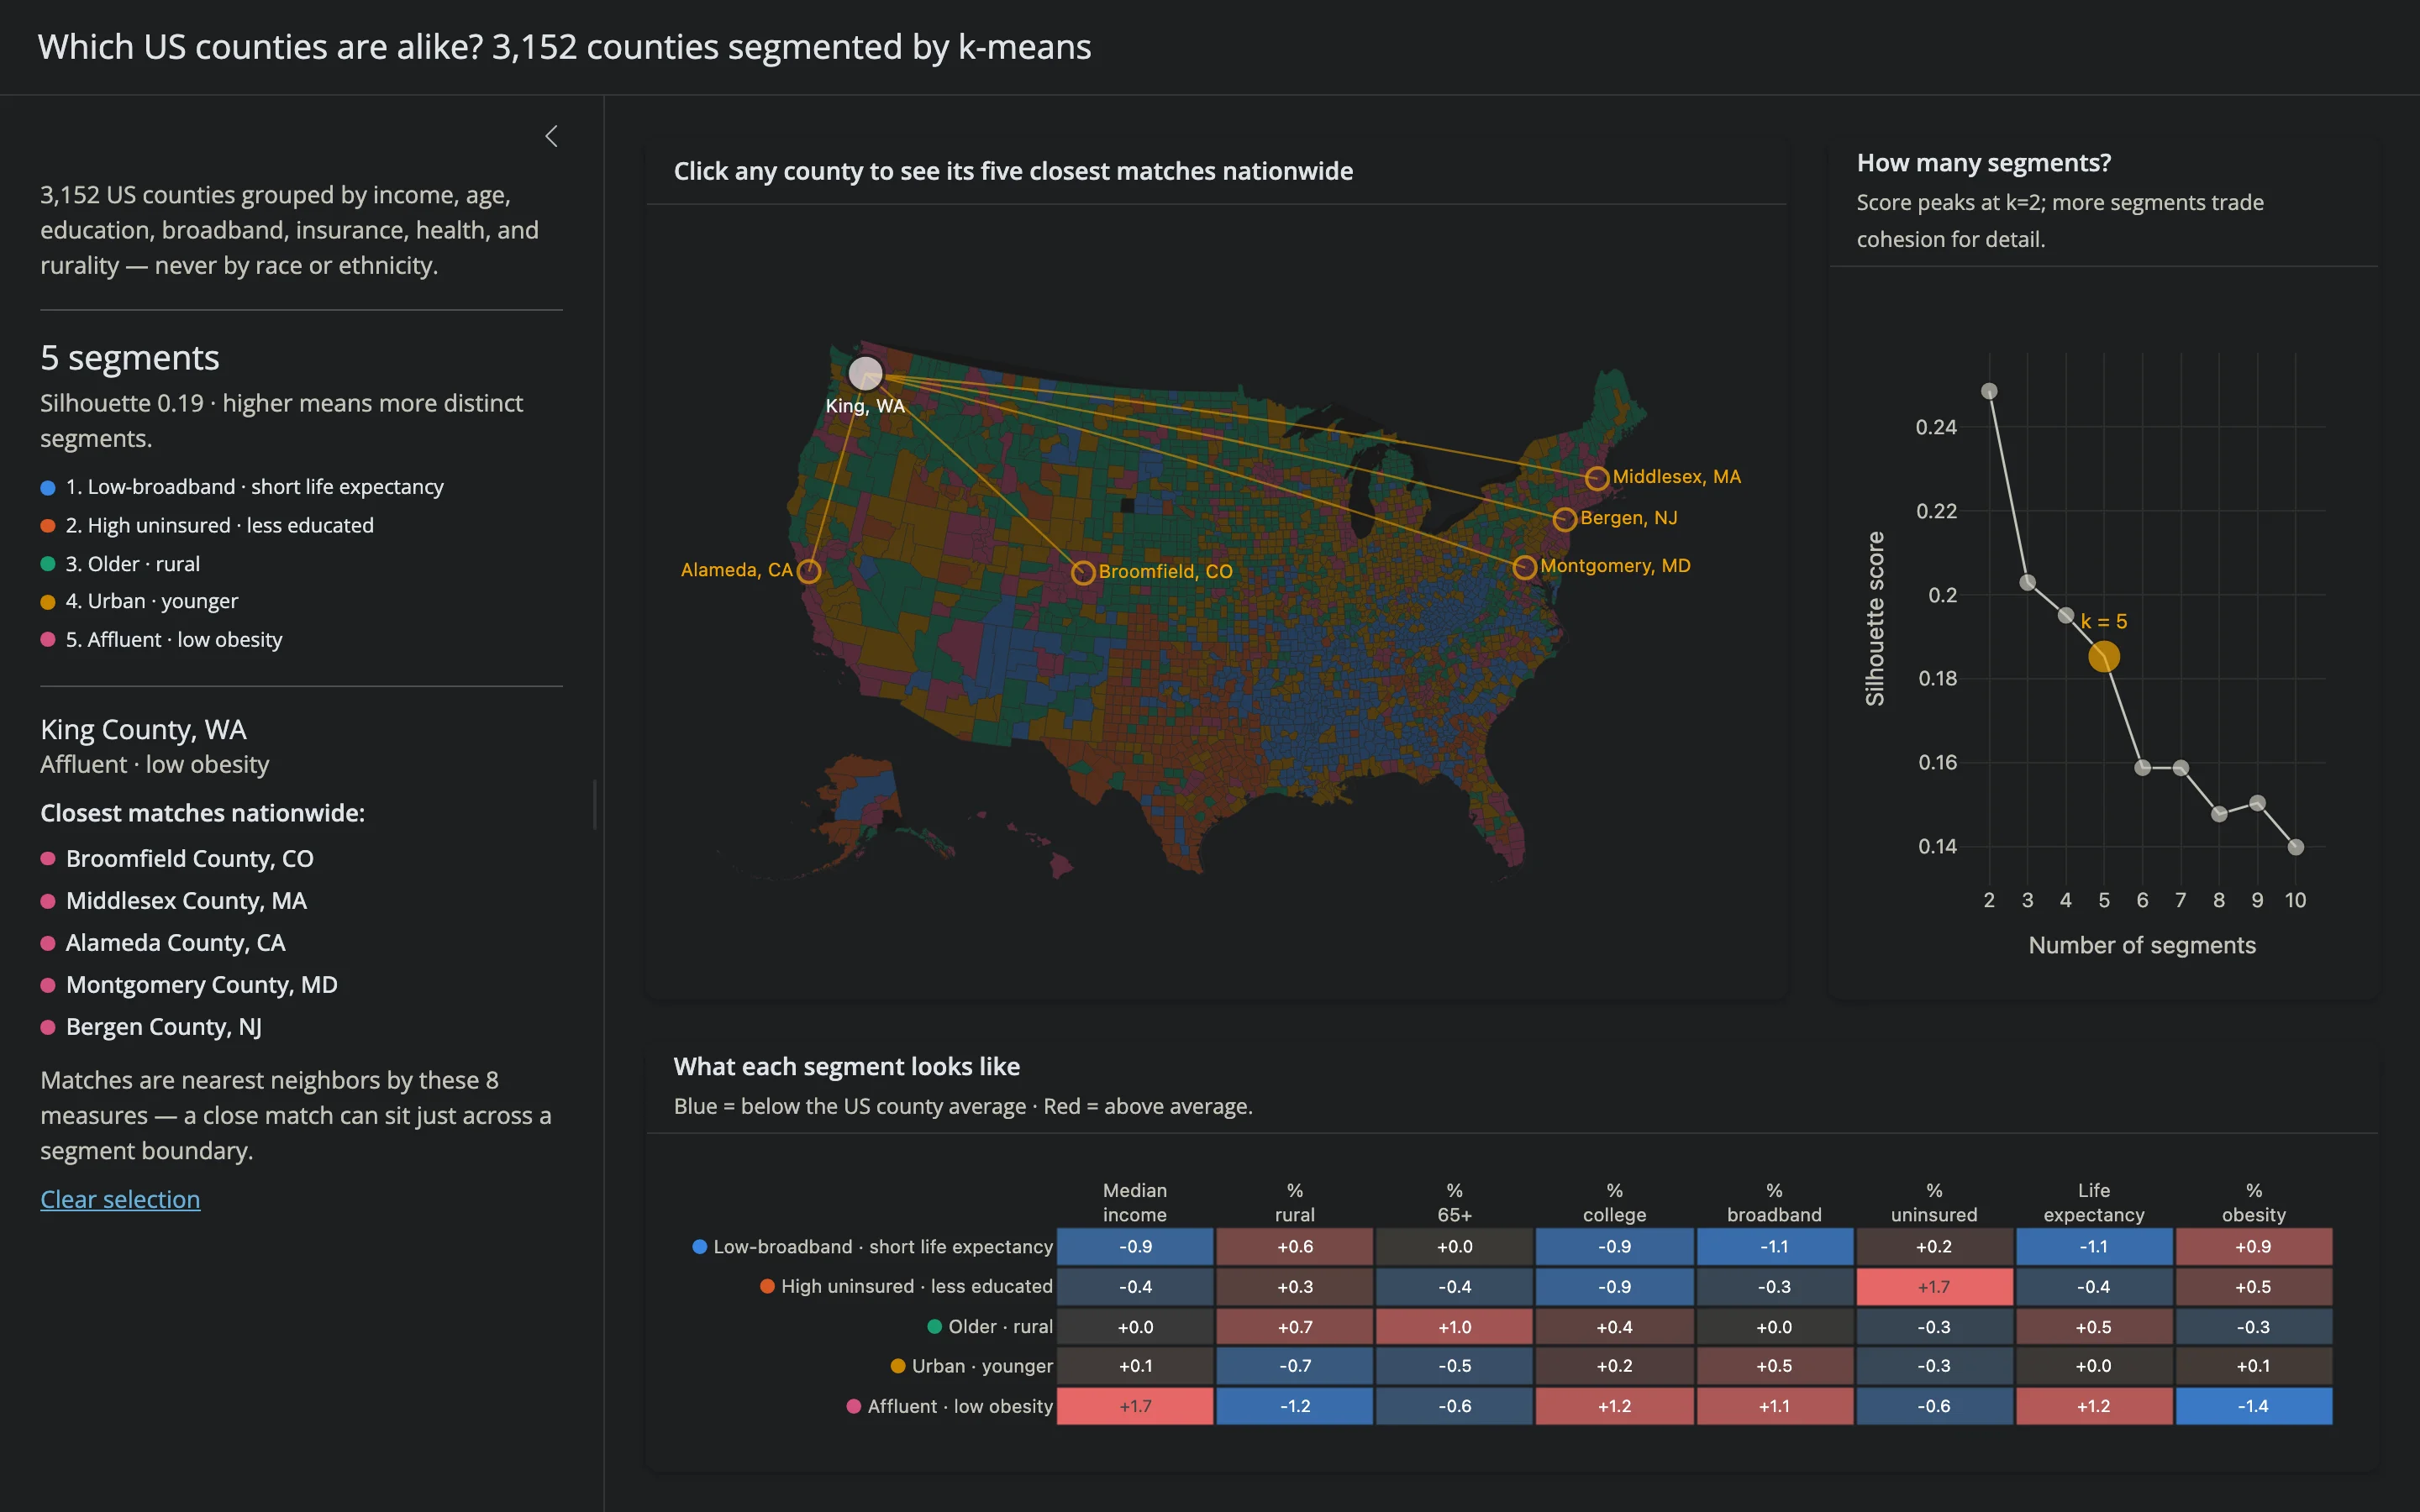 Which US counties are alike? 3,152 counties segmented by k-means
3,152 US counties grouped by income, age,
education, broadband, insurance, health, and
rurality — never by race or ethnicity.
5 segments
Silhouette 0.19 · higher means more distinct
segments.
1. Low-broadband · short life expectancy
2. High uninsured · less educated
3. Older · rural
4. Urban · younger
5. Affluent · low obesity
King County, WA
Affluent · low obesity
Closest matches nationwide:
Broomfield County, CO
Middlesex County, MA
Alameda County, CA
Montgomery County, MD
Bergen County, NJ
Matches are nearest neighbors by these 8
measures — a close match can sit just across a
segment boundary.
Clear selection
Click any county to see its five closest matches nationwide
King, WA
Middlesex, MA
Bergen, NJ
Montgomery, MD
Alameda, CA
Broomfield, CO
How many segments?
Score peaks at k=2; more segments trade
cohesion for detail.
Silhouette score
0.24
0.22
0.2
0.18
0.16
0.14
k = 5
2 3 4 5 6 7 8 9 10
Number of segments
What each segment looks like
Blue = below the US county average · Red = above average.
Median % % % % % Life %
income rural 65+ college broadband uninsured expectancy obesity
Low-broadband · short life expectancy -0.9 +0.6 +0.0 -0.9 -1.1 +0.2 -1.1 +0.9
High uninsured · less educated -0.4 +0.3 -0.4 -0.9 -0.3 +1.7 -0.4 +0.5
Older · rural +0.0 +0.7 +1.0 +0.4 +0.0 -0.3 +0.5 -0.3
Urban · younger +0.1 -0.7 -0.5 +0.2 +0.5 -0.3 +0.0 +0.1
Affluent · low obesity +1.7 -1.2 -0.6 +1.2 +1.1 -0.6 +1.2 -1.4